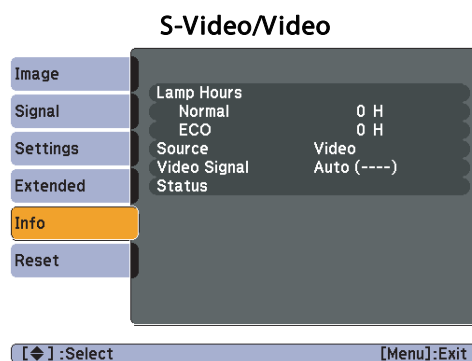 S-Video/Video
Image
Signal
Settings
Extended
Info
Reset
Lamp Hours
Normal 0 H
ECO 0 H
Source Video
Video Signal Auto (----)
Status
[◆] :Select [Menu]:Exit